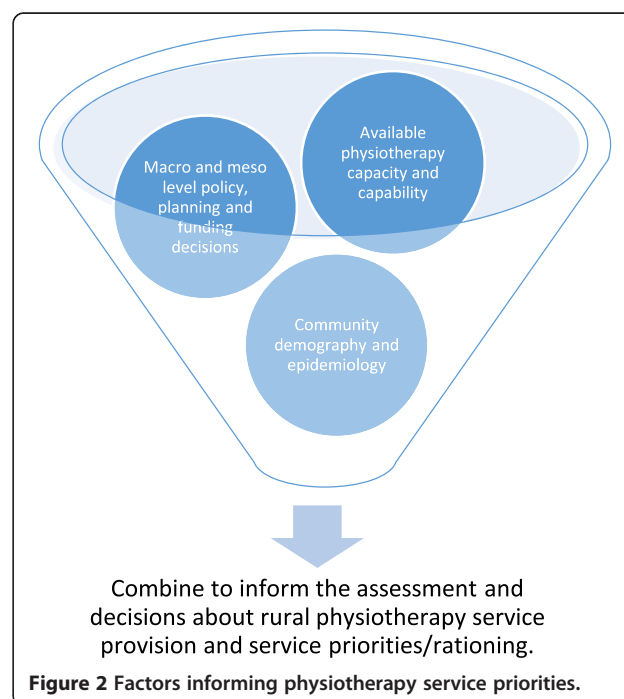 Available
physiotherapy
capacity and
capability
Macro and meso
level policy,
planning and
funding
decisions
Community
demography and
epidemiology
Combine to inform the assessment and
decisions about rural physiotherapy service
provision and service priorities/rationing.
Figure 2 Factors informing physiotherapy service priorities.